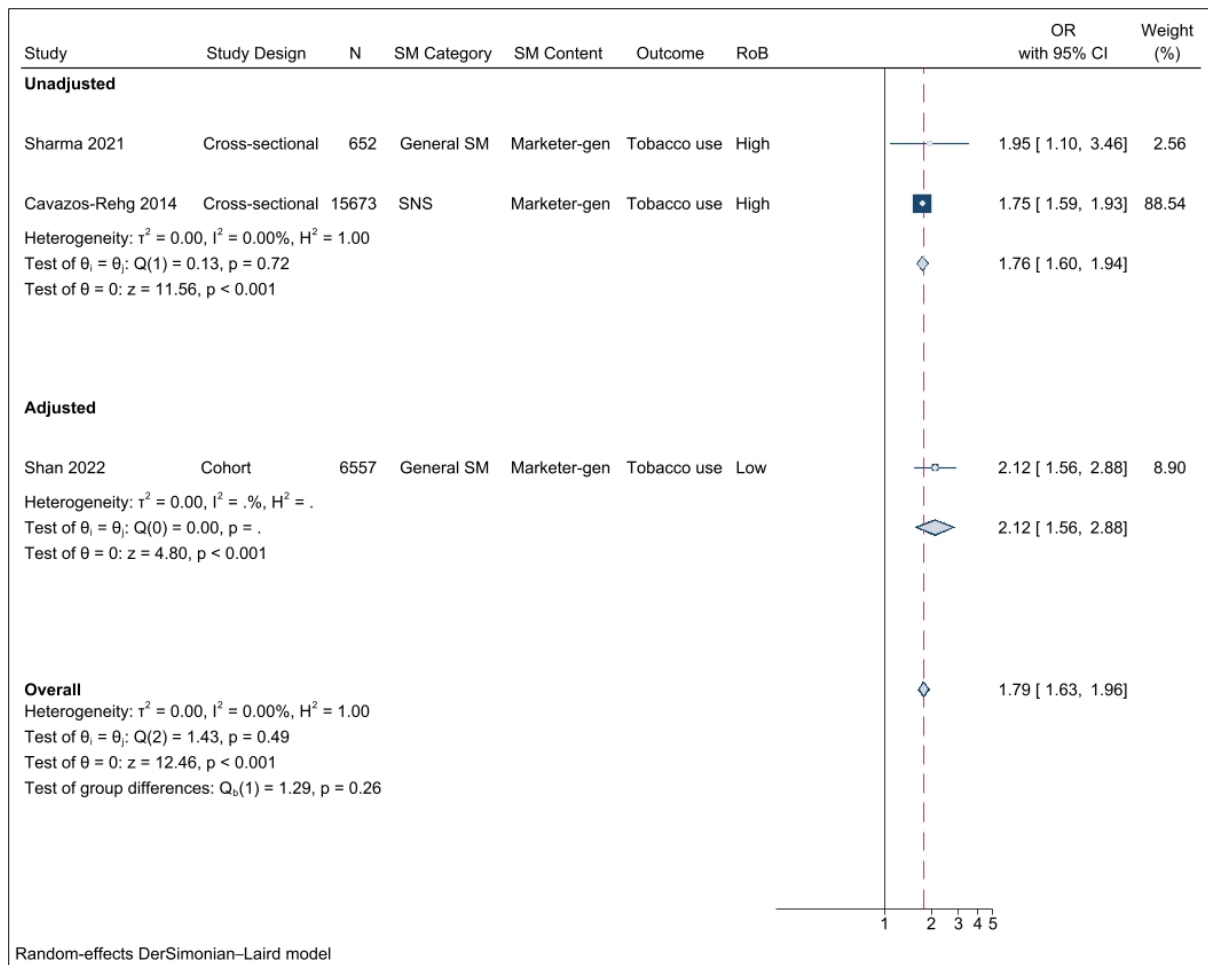 Study Study Design N SM Category SM Content Outcome RoB OR with 95% CI Weight (%)
Unadjusted
Sharma 2021 Cross-sectional 652 General SM Marketer-gen Tobacco use High 1.95 [ 1.10, 3.46] 2.56
Cavazos-Rehg 2014 Cross-sectional 15673 SNS Marketer-gen Tobacco use High 1.75 [ 1.59, 1.93] 88.54
Heterogeneity: τ² = 0.00, I² = 0.00%, H² = 1.00
Test of θᵢ = θⱼ: Q(1) = 0.13, p = 0.72 1.76 [ 1.60, 1.94]
Test of θ = 0: z = 11.56, p < 0.001
Adjusted
Shan 2022 Cohort 6557 General SM Marketer-gen Tobacco use Low 2.12 [ 1.56, 2.88] 8.90
Heterogeneity: τ² = 0.00, I² = .%, H² = .
Test of θᵢ = θⱼ: Q(0) = 0.00, p = . 2.12 [ 1.56, 2.88]
Test of θ = 0: z = 4.80, p < 0.001
Overall 1.79 [ 1.63, 1.96]
Heterogeneity: τ² = 0.00, I² = 0.00%, H² = 1.00
Test of θᵢ = θⱼ: Q(2) = 1.43, p = 0.49
Test of θ = 0: z = 12.46, p < 0.001
Test of group differences: Q_b(1) = 1.29, p = 0.26
1 2 3 4 5
Random-effects DerSimonian–Laird model